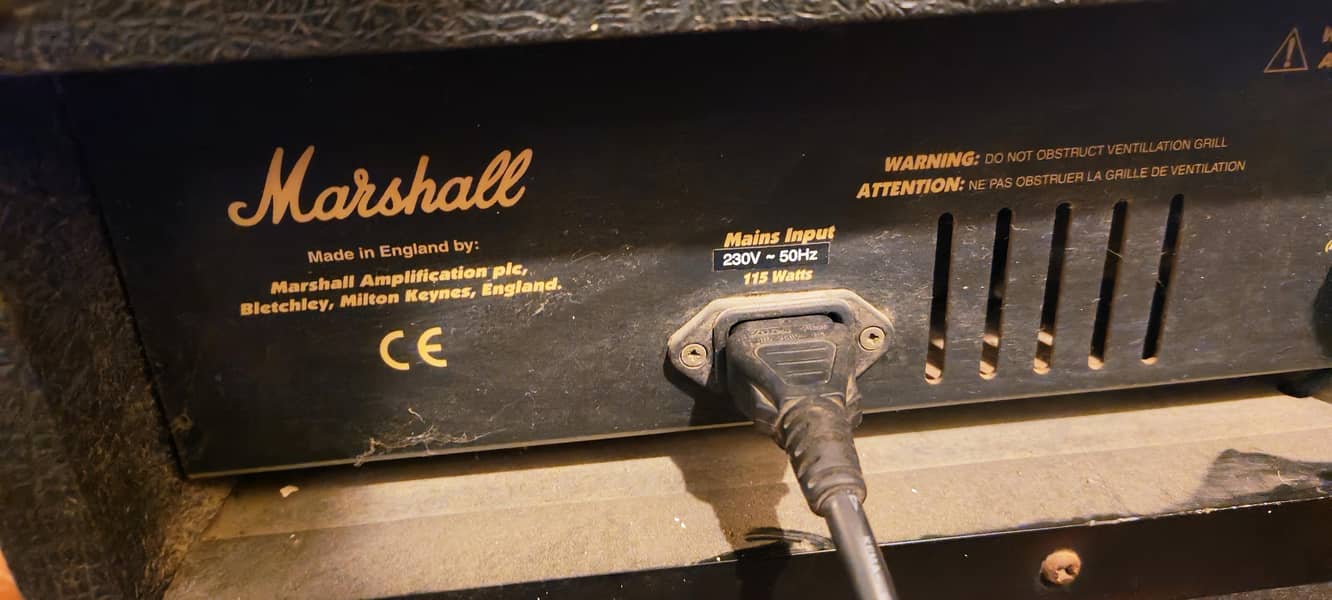 Marshall
Made in England by:
Marshall Amplification plc,
Bletchley, Milton Keynes, England.
CE
Mains Input
230V ~ 50Hz
115 Watts
WARNING: DO NOT OBSTRUCT VENTILLATION GRILL
ATTENTION: NE PAS OBSTRUER LA GRILLE DE VENTILATION